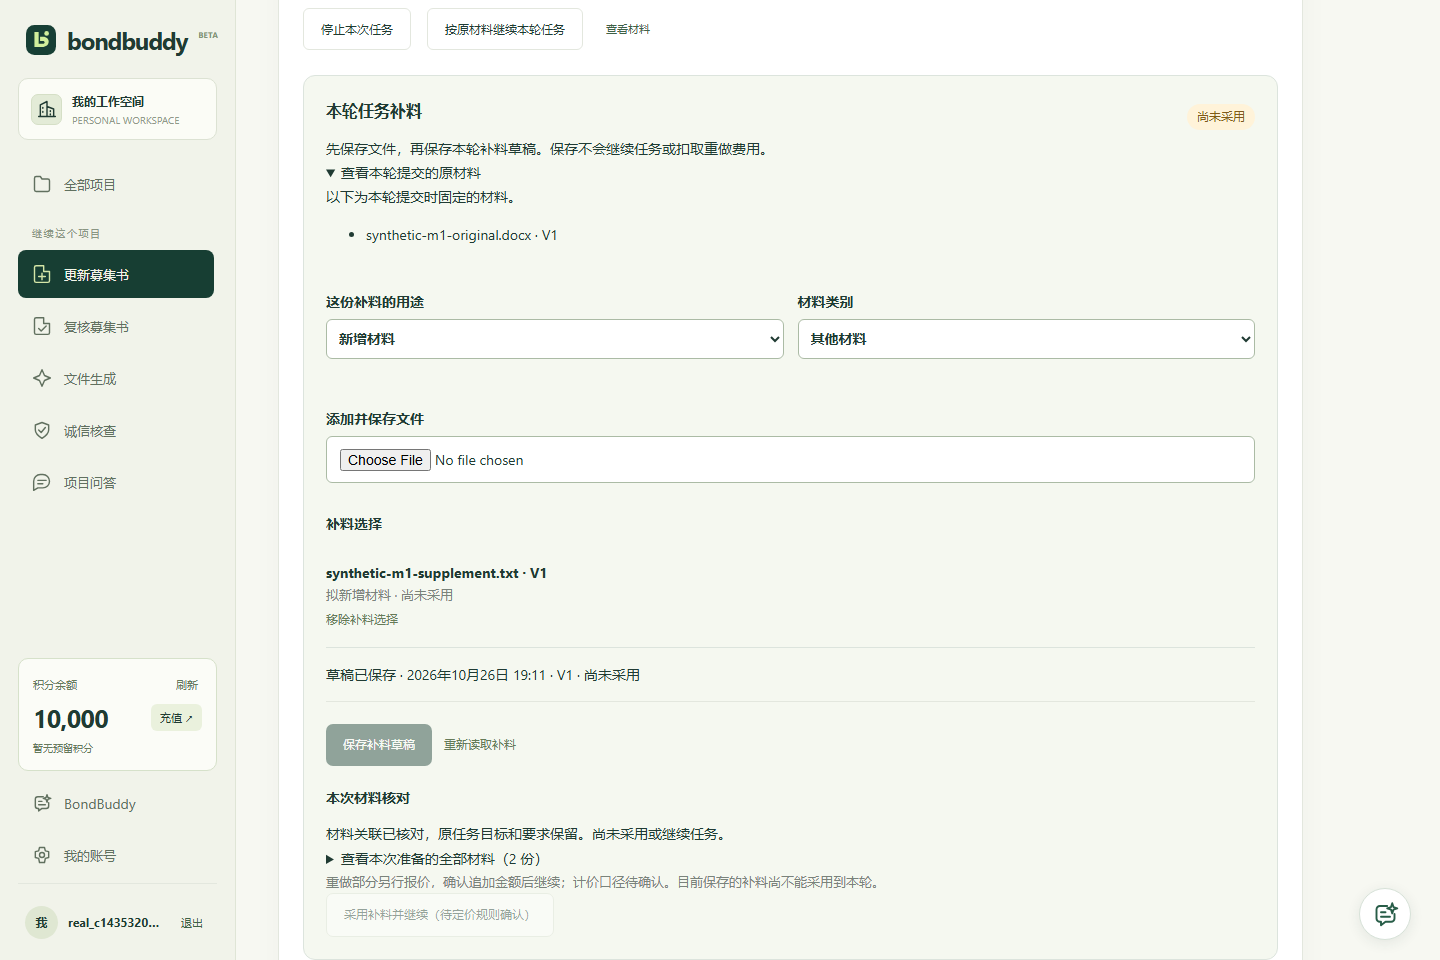 bondbuddy BETA
我的工作空间
PERSONAL WORKSPACE
全部项目
继续这个项目
更新募集书
复核募集书
文件生成
诚信核查
项目问答
积分余额 刷新
10,000 充值 ↗
暂无预留积分
BondBuddy
我的账号
我 real_c1435320... 退出
停止本次任务 按原材料继续本轮任务 查看材料
本轮任务补料 尚未采用
先保存文件，再保存本轮补料草稿。保存不会继续任务或扣取重做费用。
▼ 查看本轮提交的原材料
以下为本轮提交时固定的材料。
• synthetic-m1-original.docx · V1
这份补料的用途 材料类别
新增材料 其他材料
添加并保存文件
Choose File No file chosen
补料选择
synthetic-m1-supplement.txt · V1
拟新增材料 · 尚未采用
移除补料选择
草稿已保存 · 2026年10月26日 19:11 · V1 · 尚未采用
保存补料草稿 重新读取补料
本次材料核对
材料关联已核对，原任务目标和要求保留。尚未采用或继续任务。
▶ 查看本次准备的全部材料（2 份）
重做部分另行报价，确认追加金额后继续；计价口径待确认。目前保存的补料尚不能采用到本轮。
采用补料并继续（待定价规则确认）